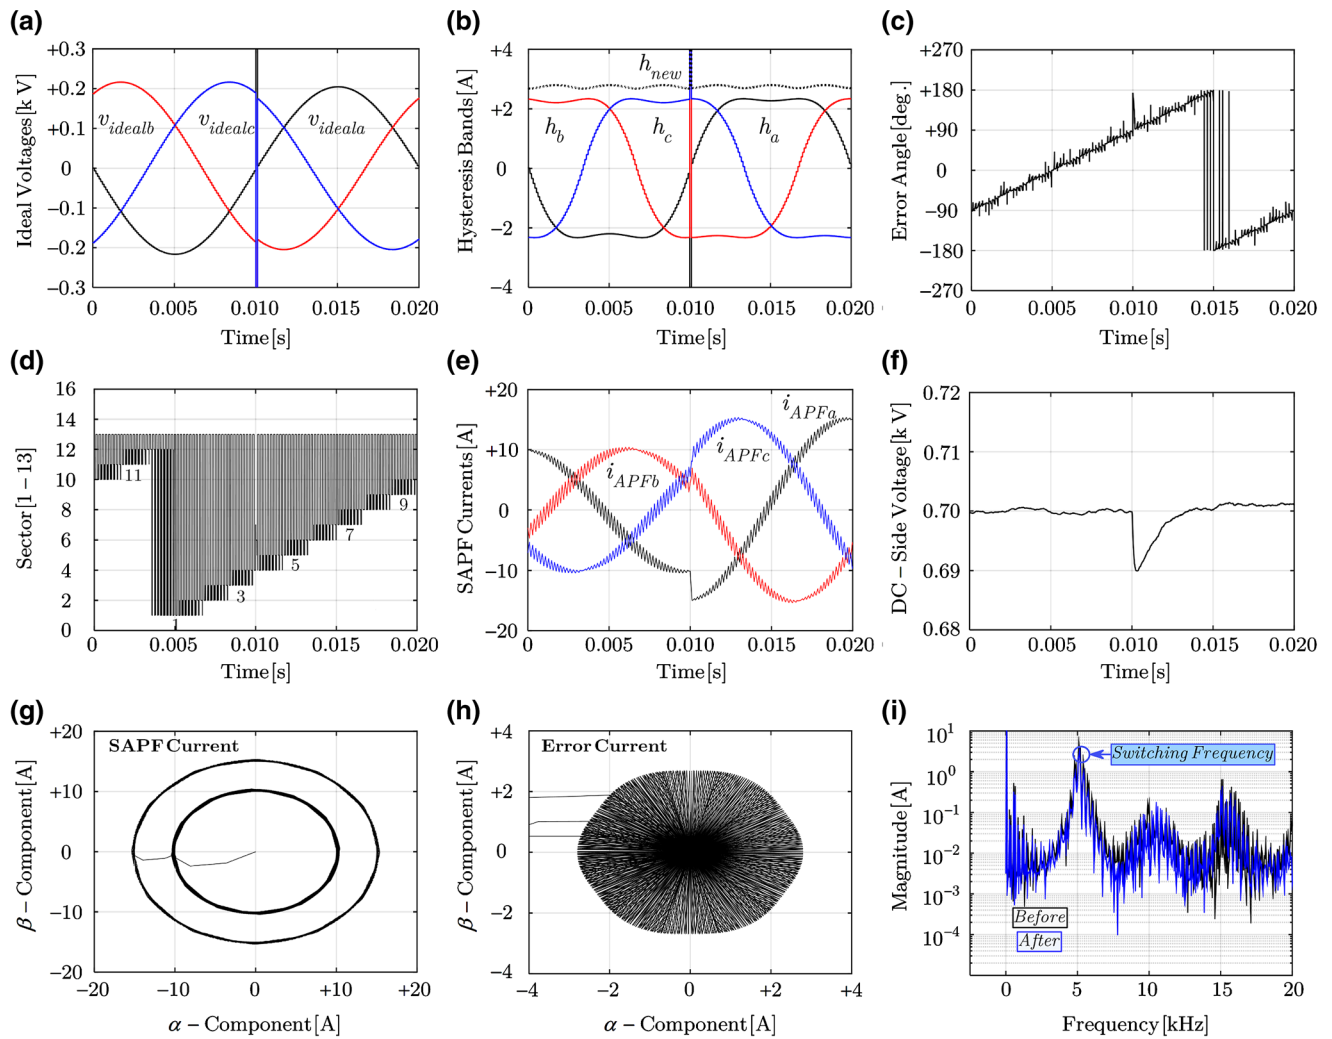 (a)
Ideal Voltages[k V]
+0.3
+0.2
+0.1
0
−0.1
−0.2
−0.3
v_idealb
v_idealc
v_ideala
0 0.005 0.010 0.015 0.020
Time[s]
(b)
Hysteresis Bands[A]
+4
+2
0
−2
−4
h_new
h_b
h_c
h_a
0 0.005 0.010 0.015 0.020
Time[s]
(c)
Error Angle[deg.]
+270
+180
+90
0
−90
−180
−270
0 0.005 0.010 0.015 0.020
Time[s]
(d)
Sector[1 − 13]
16
14
12
10
8
6
4
2
0
11
1
3
5
7
9
0 0.005 0.010 0.015 0.020
Time[s]
(e)
SAPF Currents[A]
+20
+10
0
−10
−20
i_APFa
i_APFb
i_APFc
0 0.005 0.010 0.015 0.020
Time[s]
(f)
DC − Side Voltage[k V]
0.72
0.71
0.70
0.69
0.68
0 0.005 0.010 0.015 0.020
Time[s]
(g)
β − Component[A]
+20
+10
0
−10
−20
SAPF Current
−20 −10 0 +10 +20
α − Component[A]
(h)
β − Component[A]
+4
+2
0
−2
−4
Error Current
−4 −2 0 +2 +4
α − Component[A]
(i)
Magnitude[A]
10^1
10^0
10^−1
10^−2
10^−3
10^−4
Switching Frequency
Before
After
0 5 10 15 20
Frequency[kHz]